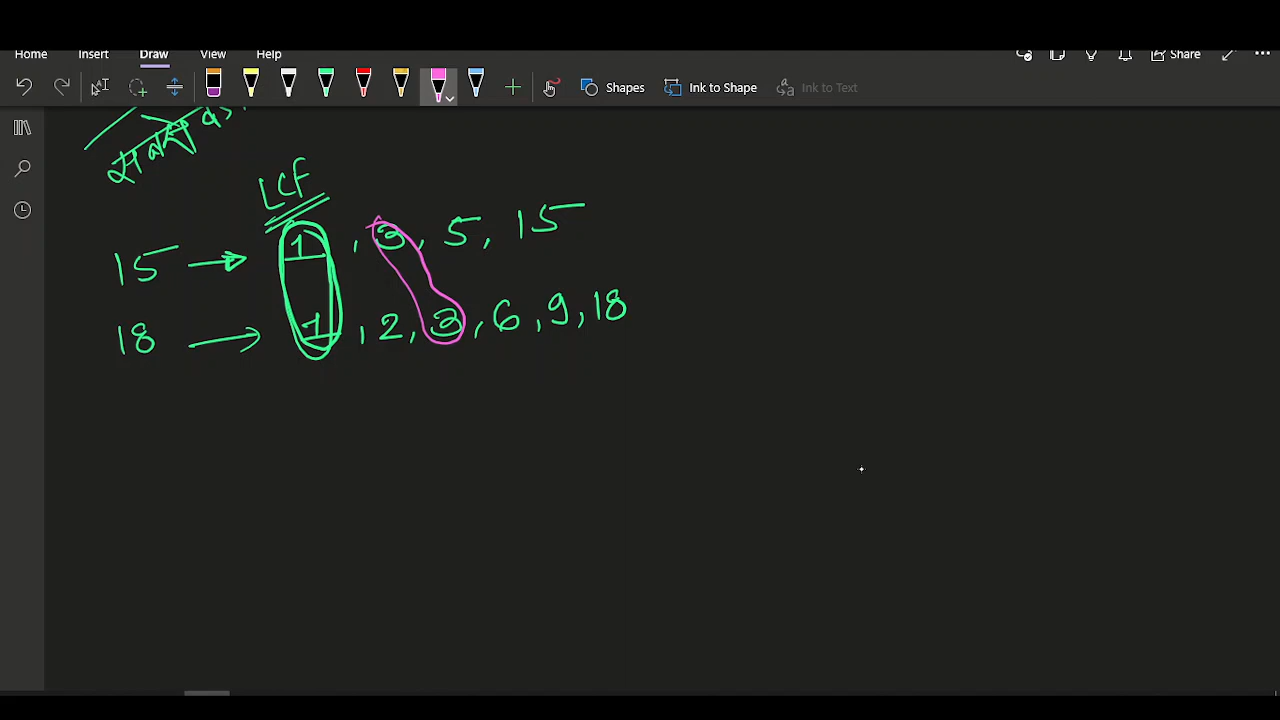 Home Insert Draw View Help Share
Ink to Shape Ink to Text Shapes
LCF
15 → 1, 3, 5, 15
18 → 1, 2, 3, 6, 9, 18